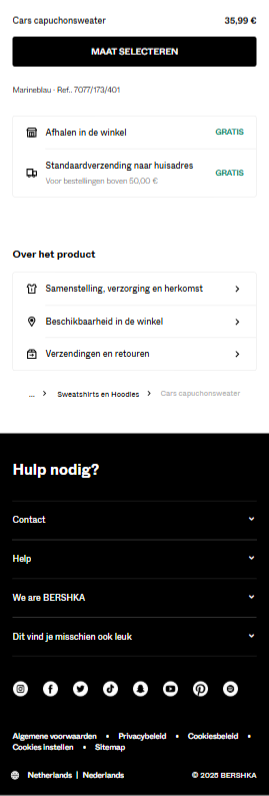 Cars capuchonsweater 35,99 €
MAAT SELECTEREN
Marineblau · Ref.. 7077/173/401
Afhalen in de winkel GRATIS
Standaardverzending naar huisadres
Voor bestellingen boven 50,00 € GRATIS
Over het product
Samenstelling, verzorging en herkomst
Beschikbaarheid in de winkel
Verzendingen en retouren
... > Sweatshirts en Hoodies > Cars capuchonsweater
Hulp nodig?
Contact
Help
We are BERSHKA
Dit vind je misschien ook leuk
Algemene voorwaarden • Privacybeleid • Cookiesbeleid •
Cookies instellen • Sitemap
Netherlands | Nederlands © 2025 BERSHKA